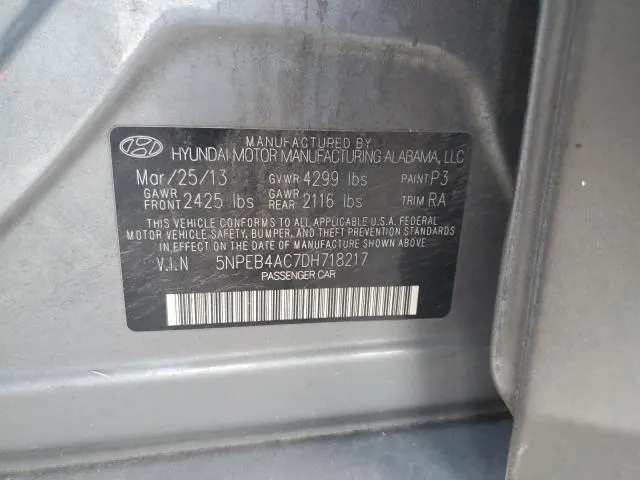 MANUFACTURED BY
HYUNDAI MOTOR MANUFACTURING ALABAMA, LLC
Mar/25/13 GVWR 4299 lbs PAINT P3
GAWR FRONT 2425 lbs GAWR REAR 2116 lbs TRIM RA
THIS VEHICLE CONFORMS TO ALL APPLICABLE U.S.A. FEDERAL
MOTOR VEHICLE SAFETY, BUMPER, AND THEFT PREVENTION STANDARDS
IN EFFECT ON THE DATE OF MANUFACTURE SHOWN ABOVE.
V.I.N 5NPEB4AC7DH718217
PASSENGER CAR